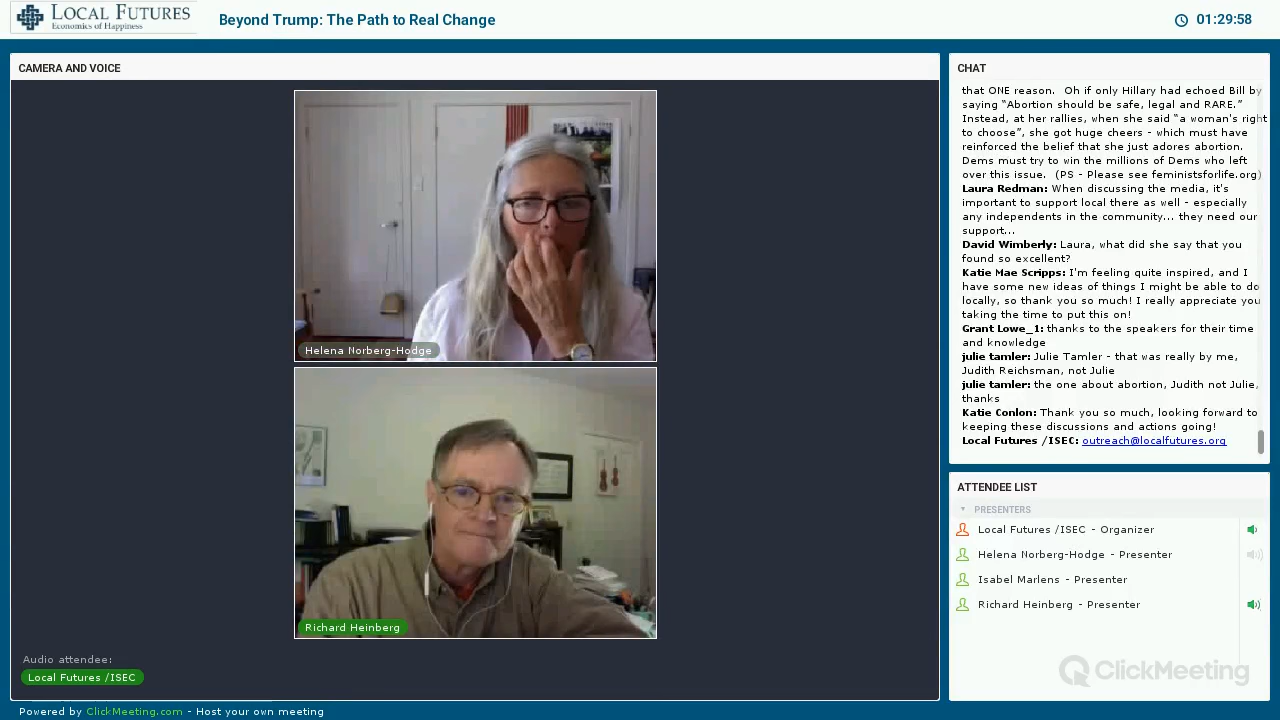 LOCAL FUTURES
Economics of Happiness
Beyond Trump: The Path to Real Change
01:29:58
CAMERA AND VOICE
Helena Norberg-Hodge
Richard Heinberg
Audio attendee:
Local Futures /ISEC
CHAT
that ONE reason. Oh if only Hillary had echoed Bill by
saying “Abortion should be safe, legal and RARE.”
Instead, at her rallies, when she said “a woman's right
to choose”, she got huge cheers - which must have
reinforced the belief that she just adores abortion.
Dems must try to win the millions of Dems who left
over this issue. (PS - Please see feministsforlife.org)
Laura Redman: When discussing the media, it's
important to support local there as well - especially
any independents in the community... they need our
support...
David Wimberly: Laura, what did she say that you
found so excellent?
Katie Mae Scripps: I'm feeling quite inspired, and I
have some new ideas of things I might be able to do
locally, so thank you so much! I really appreciate you
taking the time to put this on!
Grant Lowe_1: thanks to the speakers for their time
and knowledge
julie tamler: Julie Tamler - that was really by me,
Judith Reichsman, not Julie
julie tamler: the one about abortion, Judith not Julie,
thanks
Katie Conlon: Thank you so much, looking forward to
keeping these discussions and actions going!
Local Futures /ISEC: outreach@localfutures.org
ATTENDEE LIST
PRESENTERS
Local Futures /ISEC - Organizer
Helena Norberg-Hodge - Presenter
Isabel Marlens - Presenter
Richard Heinberg - Presenter
ClickMeeting
Powered by ClickMeeting.com - Host your own meeting